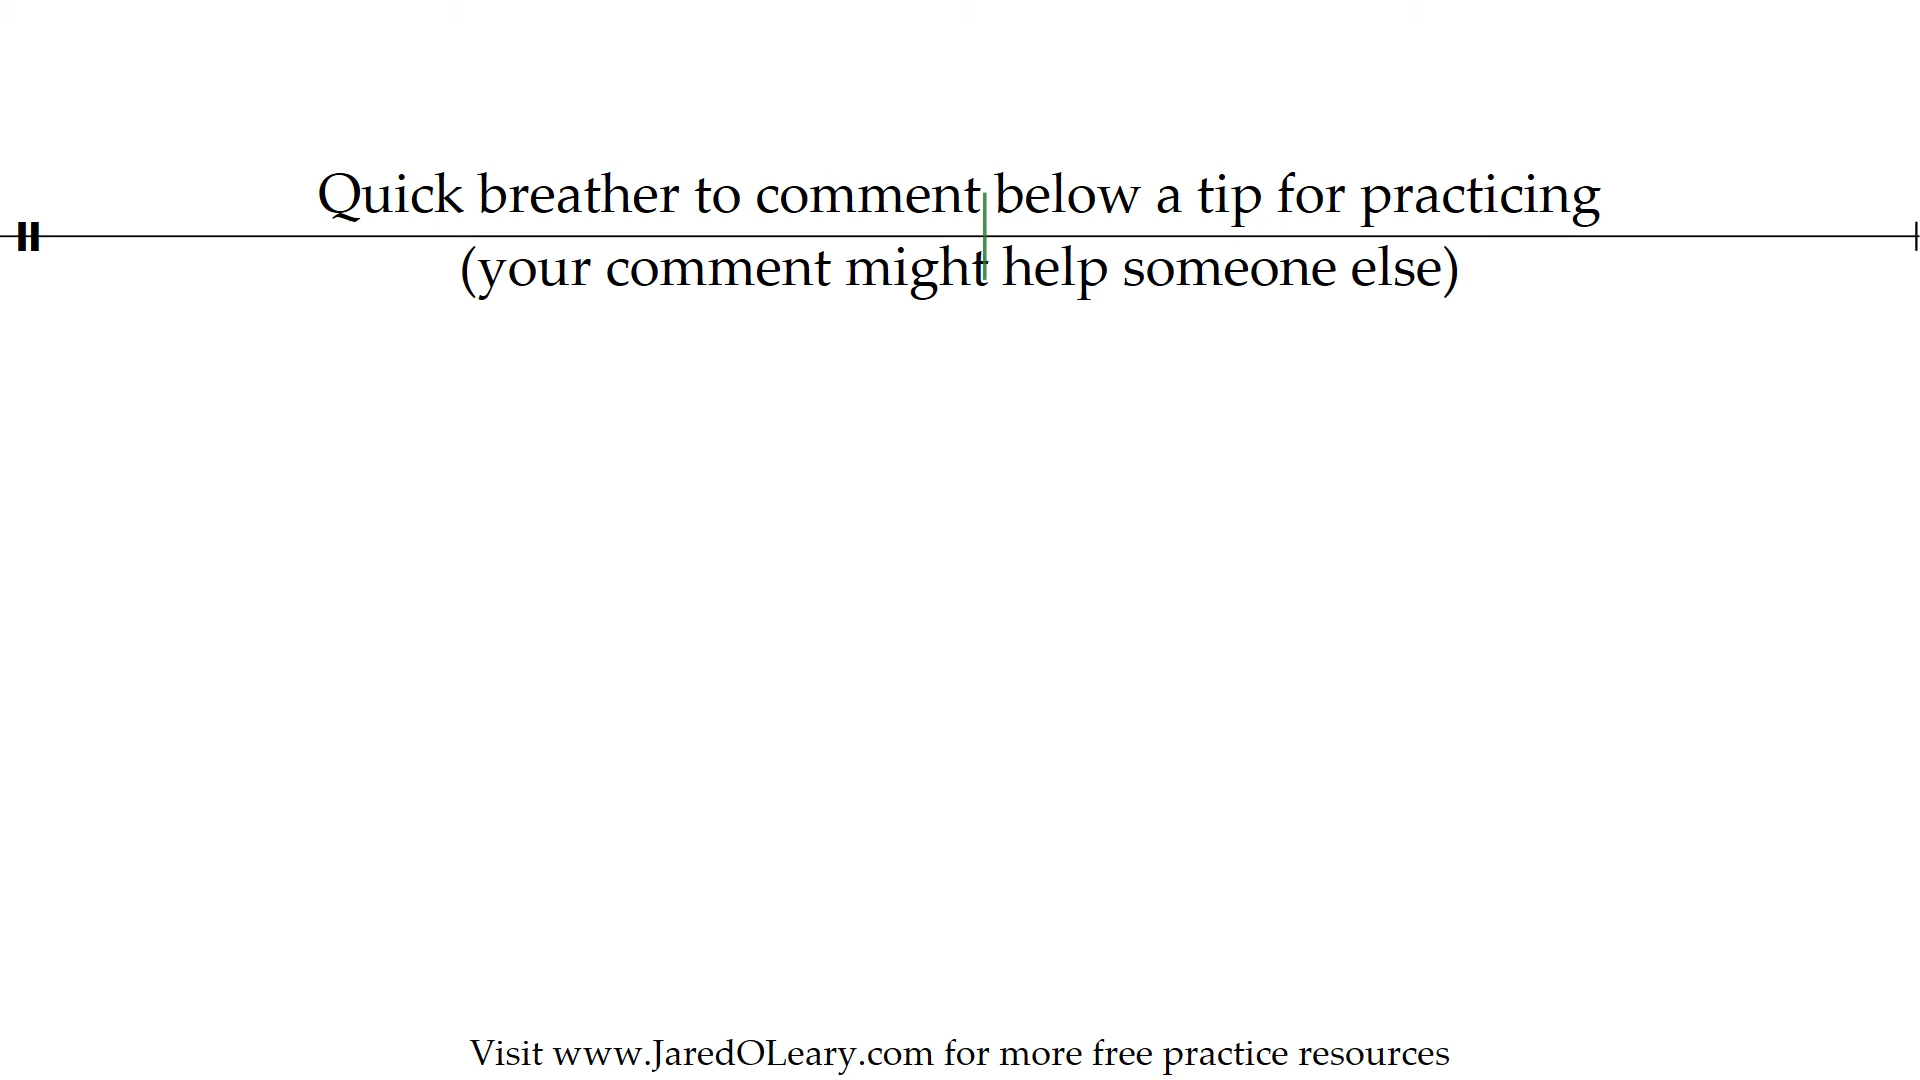 Quick breather to comment below a tip for practicing
(your comment might help someone else)
Visit www.JaredOLeary.com for more free practice resources